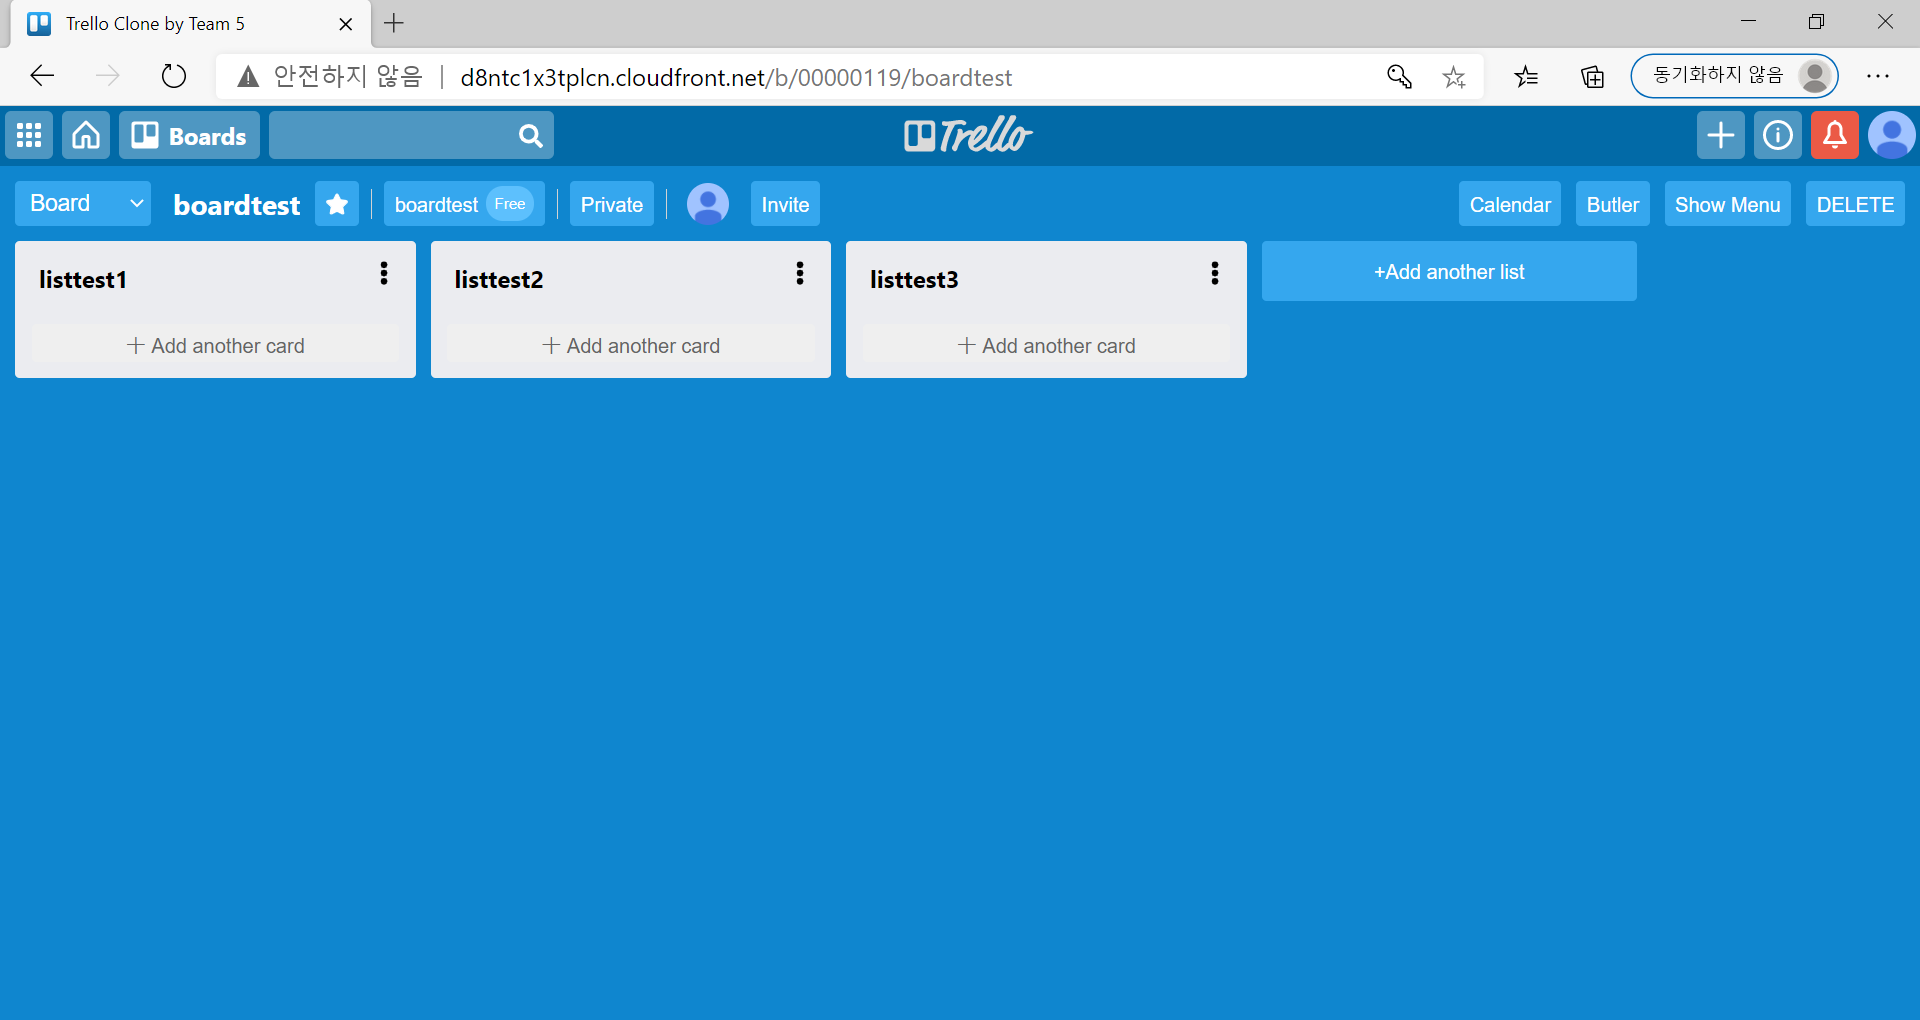 Trello Clone by Team 5
안전하지 않음 d8ntc1x3tplcn.cloudfront.net/b/00000119/boardtest 동기화하지 않음
Boards Trello
Board boardtest boardtest Free Private Invite Calendar Butler Show Menu DELETE
listtest1 listtest2 listtest3 +Add another list
+ Add another card + Add another card + Add another card